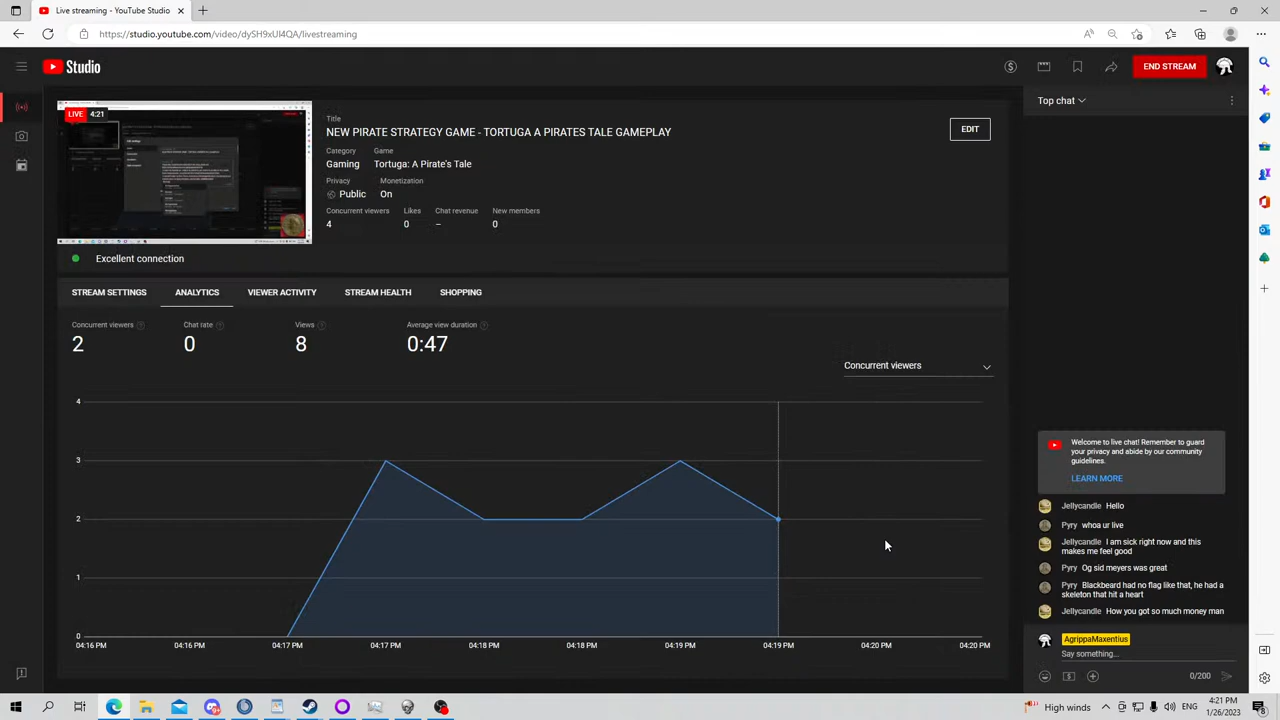 Live streaming - YouTube Studio
https://studio.youtube.com/video/dySH9xUI4QA/livestreaming
Studio
END STREAM
LIVE 4:21
Title
NEW PIRATE STRATEGY GAME - TORTUGA A PIRATES TALE GAMEPLAY
EDIT
Category
Game
Gaming
Tortuga: A Pirate's Tale
Privacy
Monetization
Public
On
Concurrent viewers
Likes
Chat revenue
New members
4
0
–
0
Excellent connection
STREAM SETTINGS
ANALYTICS
VIEWER ACTIVITY
STREAM HEALTH
SHOPPING
Concurrent viewers
Chat rate
Views
Average view duration
2
0
8
0:47
Concurrent viewers
4
3
2
1
0
04:16 PM
04:16 PM
04:17 PM
04:17 PM
04:18 PM
04:18 PM
04:19 PM
04:19 PM
04:20 PM
04:20 PM
Top chat
Welcome to live chat! Remember to guard
your privacy and abide by our community
guidelines.
LEARN MORE
Jellycandle Hello
Pyry whoa ur live
Jellycandle I am sick right now and this
makes me feel good
Pyry Og sid meyers was great
Pyry Blackbeard had no flag like that, he had a
skeleton that hit a heart
Jellycandle How you got so much money man
AgrippaMaxentius
Say something...
0/200
High winds
ENG
4:21 PM
1/26/2023
8